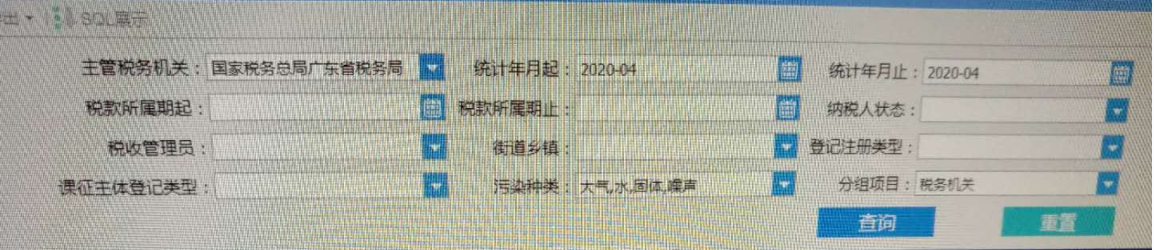 出 SQL展示
主管税务机关： 国家税务总局广东省税务局 统计年月起： 2020-04 统计年月止： 2020-04
税款所属期起： 税款所属期止： 纳税人状态：
税收管理员： 街道乡镇： 登记注册类型：
课征主体登记类型： 污染种类： 大气,水,固体,噪声 分组项目： 税务机关
查询 重置